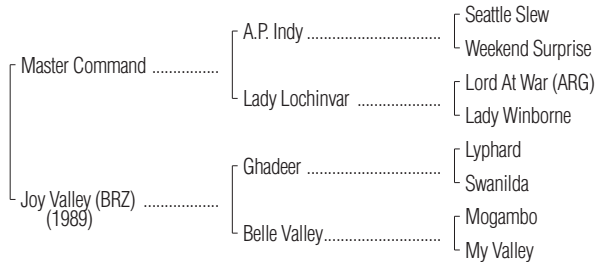 Seattle Slew
A.P. Indy ..........................
Weekend Surprise
Master Command .................
Lord At War (ARG)
Lady Lochinvar .....................
Lady Winborne
Lyphard
Ghadeer ...............................
Swanilda
Joy Valley (BRZ) ...................
(1989)
Mogambo
Belle Valley............................
My Valley